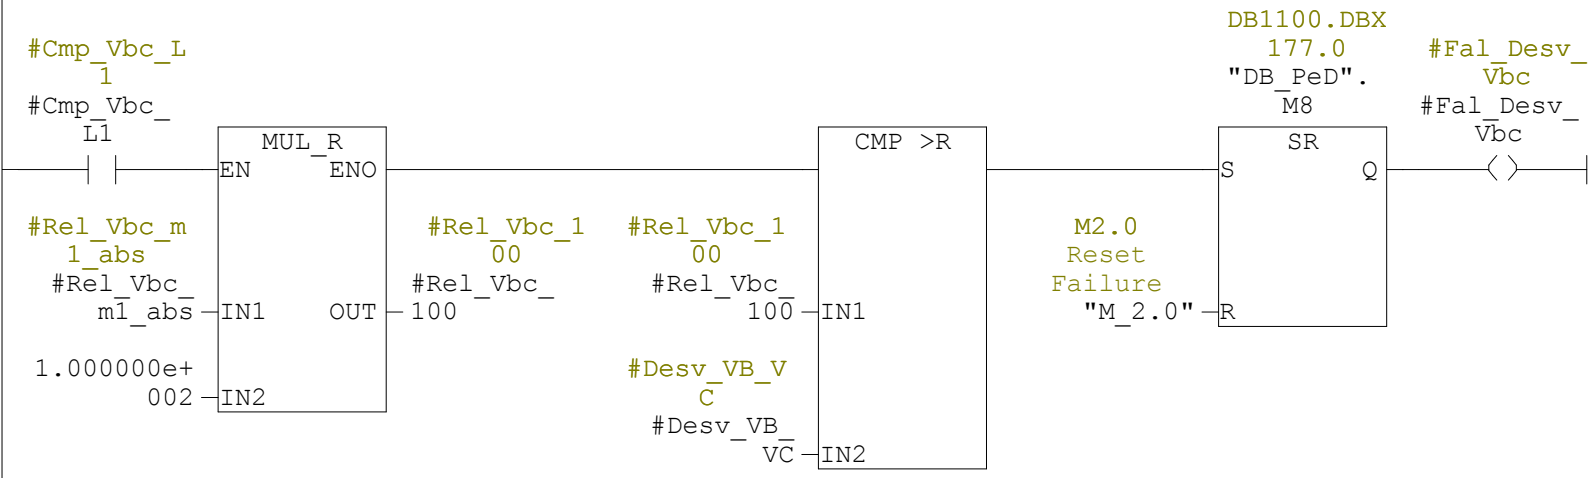 #Cmp_Vbc_L
1
#Cmp_Vbc_
L1
MUL_R
EN
ENO
#Rel_Vbc_m
1_abs
#Rel_Vbc_
m1_abs
IN1
OUT
1.000000e+
002
IN2
#Rel_Vbc_1
00
#Rel_Vbc_
100
#Rel_Vbc_1
00
#Rel_Vbc_
100
CMP >R
IN1
#Desv_VB_V
C
#Desv_VB_
VC
IN2
DB1100.DBX
177.0
"DB_PeD".
M8
SR
S
Q
M2.0
Reset
Failure
"M_2.0"
R
#Fal_Desv_
Vbc
#Fal_Desv_
Vbc